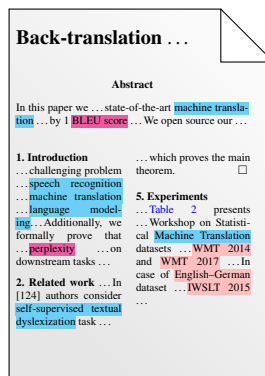 Back-translation ...
Abstract
In this paper we ... state-of-the-art machine transla-
tion ... by 1 BLEU score ... We open source our ...
1. Introduction
... challenging problem
... speech recognition
... machine translation
... language model-
ing ... Additionally, we
formally prove that
... perplexity ... on
downstream tasks ...
2. Related work ... In
[124] authors consider
self-supervised textual
dyslexization task ...
... which proves the main
theorem. □
5. Experiments
... Table 2 presents
... Workshop on Statisti-
cal Machine Translation
datasets ... WMT 2014
and WMT 2017 ... In
case of English–German
dataset ... IWSLT 2015
...